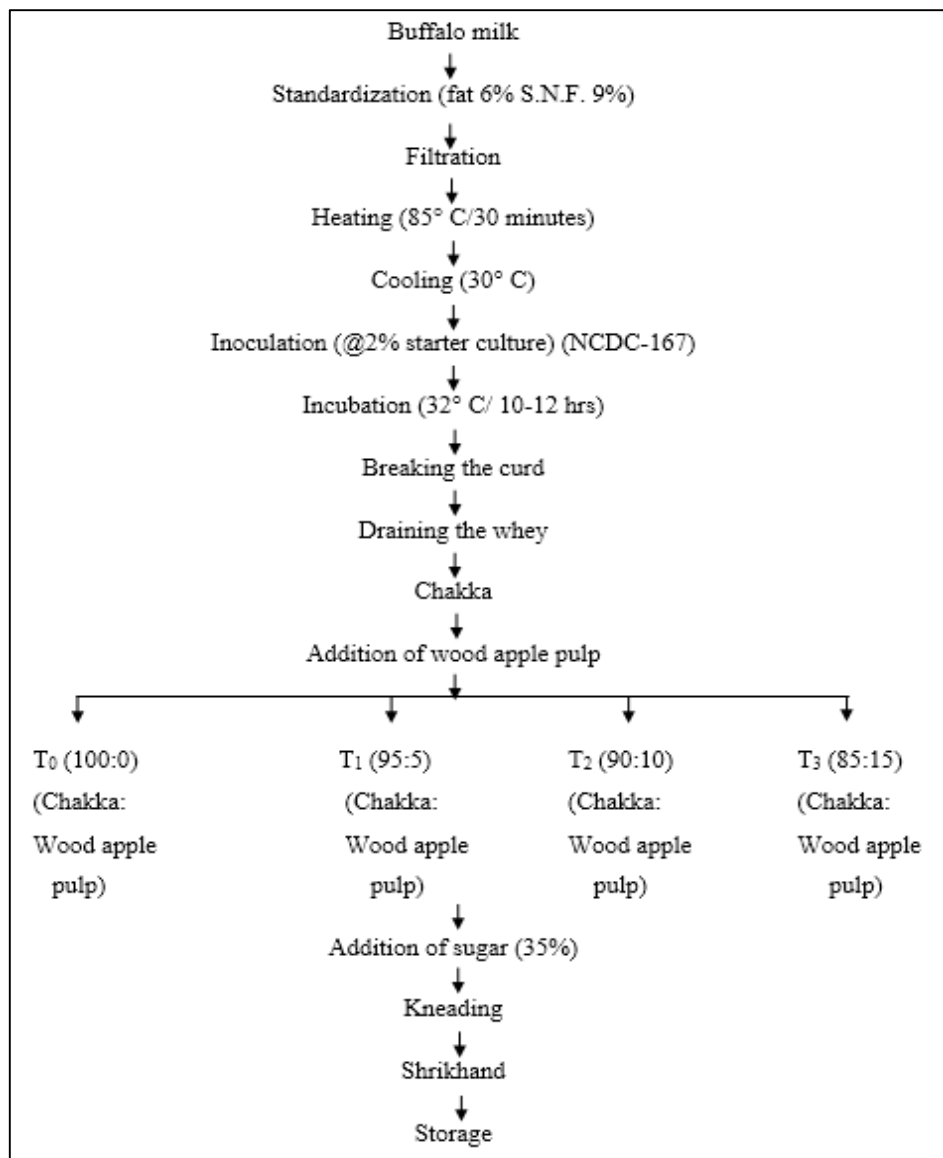 Buffalo milk
Standardization (fat 6% S.N.F. 9%)
Filtration
Heating (85° C/30 minutes)
Cooling (30° C)
Inoculation (@2% starter culture) (NCDC-167)
Incubation (32° C/ 10-12 hrs)
Breaking the curd
Draining the whey
Chakka
Addition of wood apple pulp
T₀ (100:0) T₁ (95:5) T₂ (90:10) T₃ (85:15)
(Chakka: (Chakka: (Chakka: (Chakka:
Wood apple Wood apple Wood apple Wood apple
pulp) pulp) pulp) pulp)
Addition of sugar (35%)
Kneading
Shrikhand
Storage